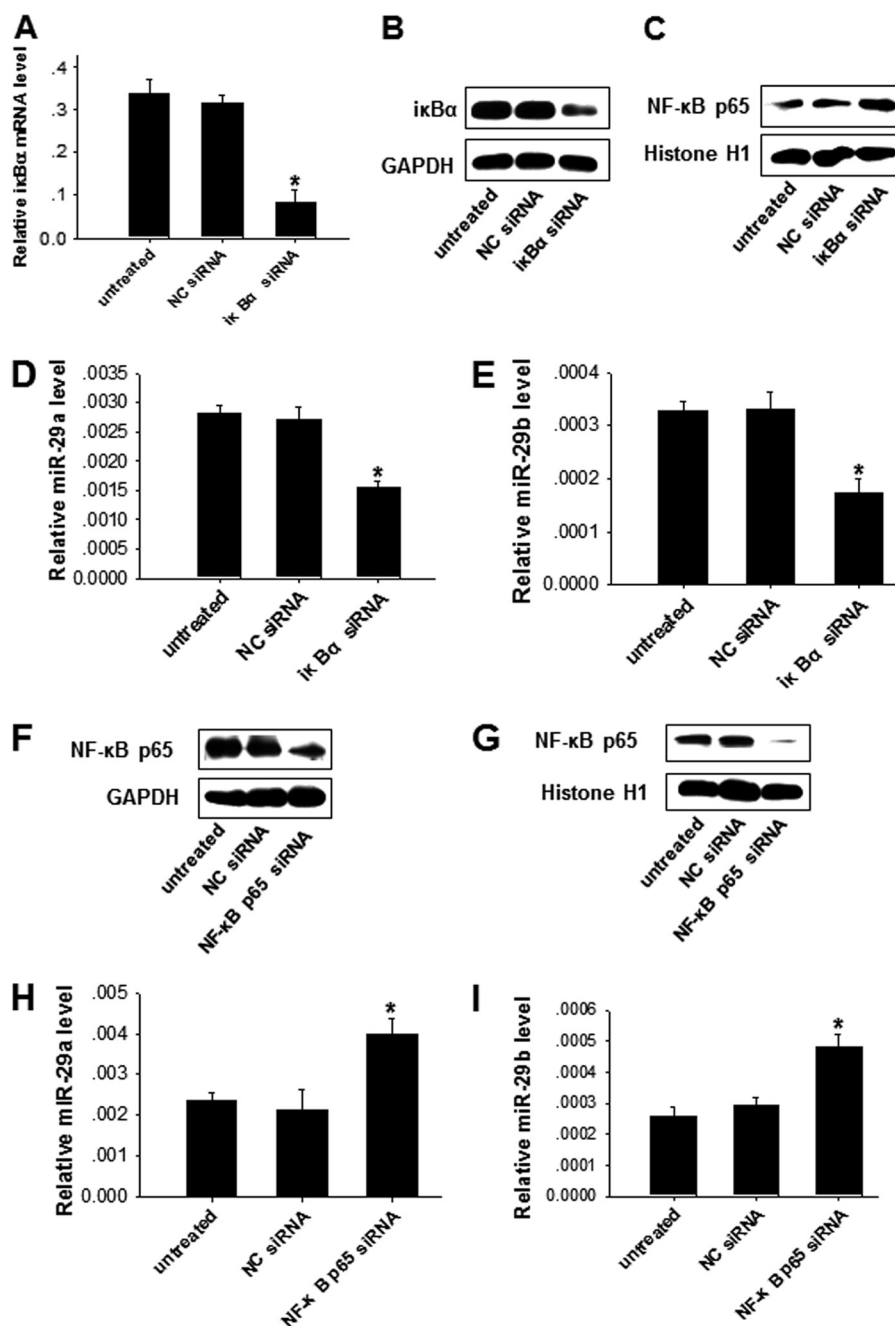 A
Relative iκBα mRNA level
.4
.3
.2
.1
0.0
*
untreated
NC siRNA
iκ Bα siRNA
B
iκBα
GAPDH
untreated
NC siRNA
iκBα siRNA
C
NF-κB p65
Histone H1
untreated
NC siRNA
iκBα siRNA
D
Relative miR-29a level
.0035
.0030
.0025
.0020
.0015
.0010
.0005
0.0000
*
untreated
NC siRNA
iκ Bα siRNA
E
Relative miR-29b level
.0004
.0003
.0002
.0001
0.0000
*
untreated
NC siRNA
iκ Bα siRNA
F
NF-κB p65
GAPDH
untreated
NC siRNA
NF-κB p65 siRNA
G
NF-κB p65
Histone H1
untreated
NC siRNA
NF-κB p65 siRNA
H
Relative miR-29a level
.005
.004
.003
.002
.001
0.000
*
untreated
NC siRNA
NF-κ B p65 siRNA
I
Relative miR-29b level
.0006
.0005
.0004
.0003
.0002
.0001
0.0000
*
untreated
NC siRNA
NF-κ B p65 siRNA